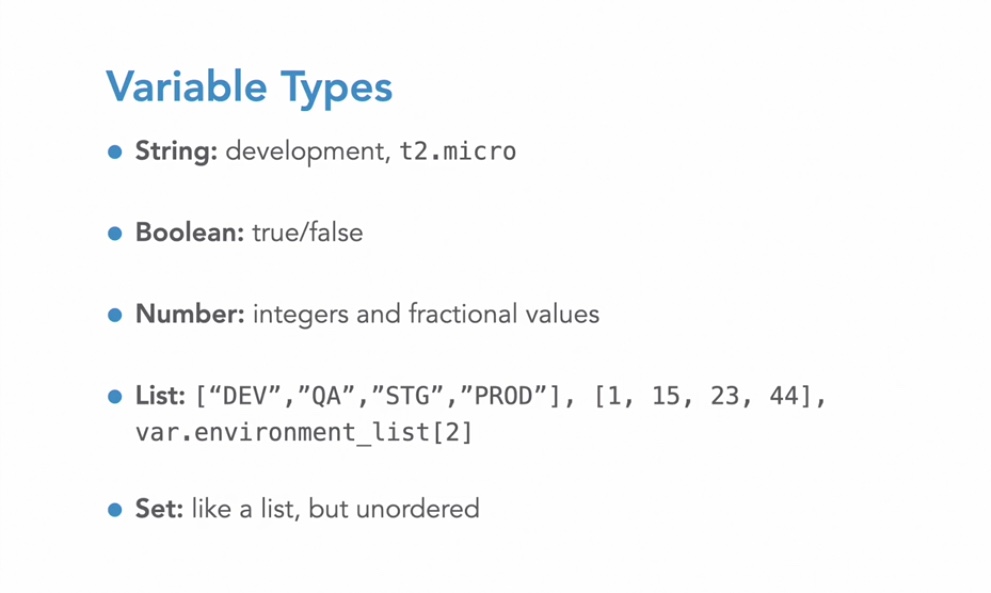 Variable Types
• String: development, t2.micro
• Boolean: true/false
• Number: integers and fractional values
• List: [“DEV”,”QA”,”STG”,”PROD”], [1, 15, 23, 44],
var.environment_list[2]
• Set: like a list, but unordered